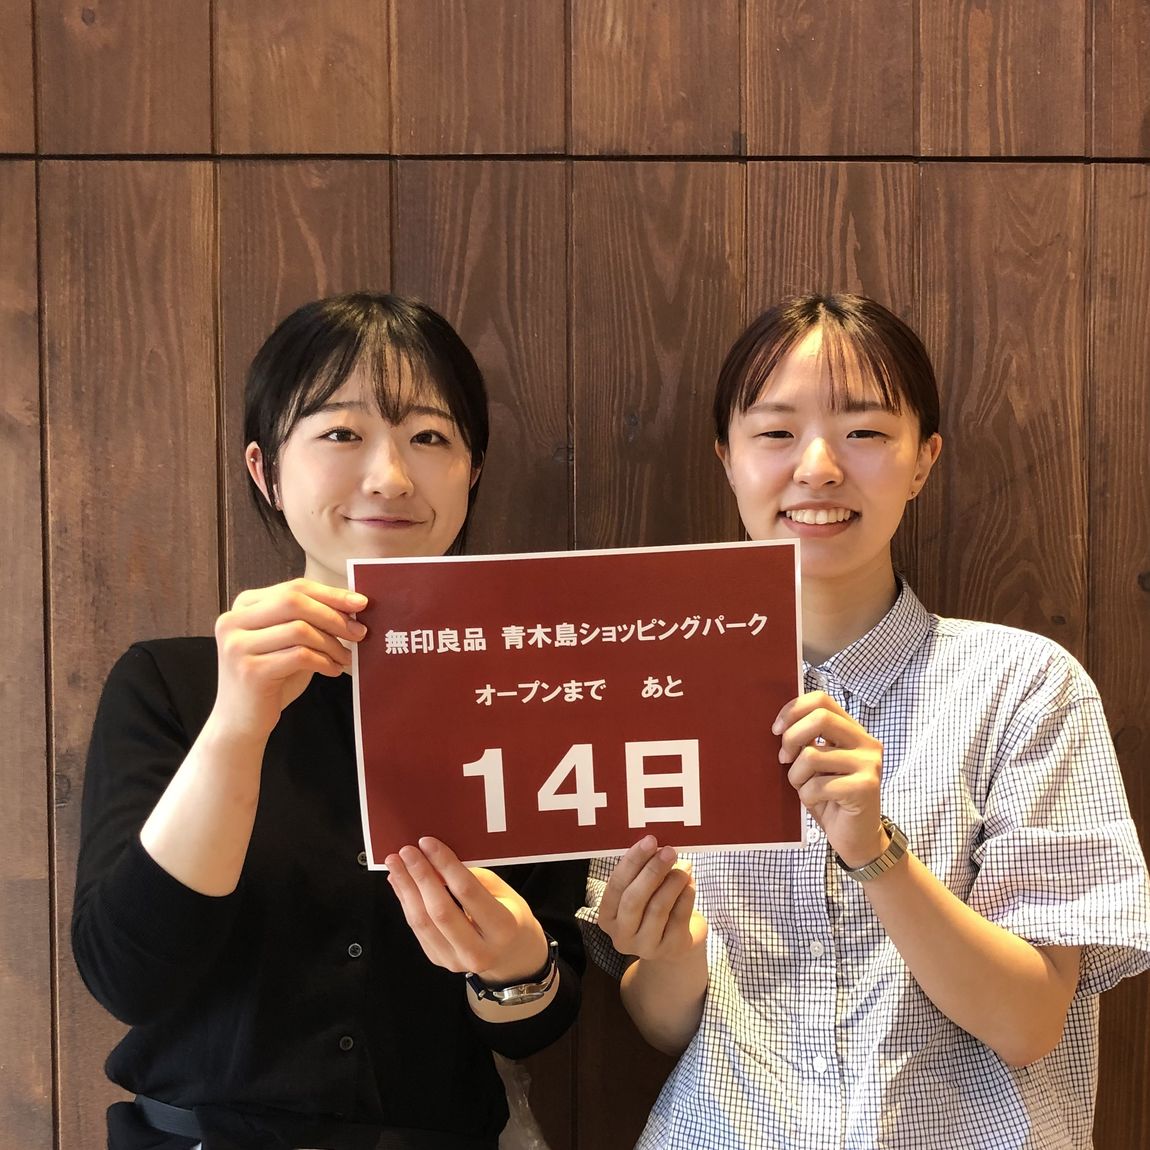 無印良品 青木島ショッピングパーク
オープンまで あと
14日